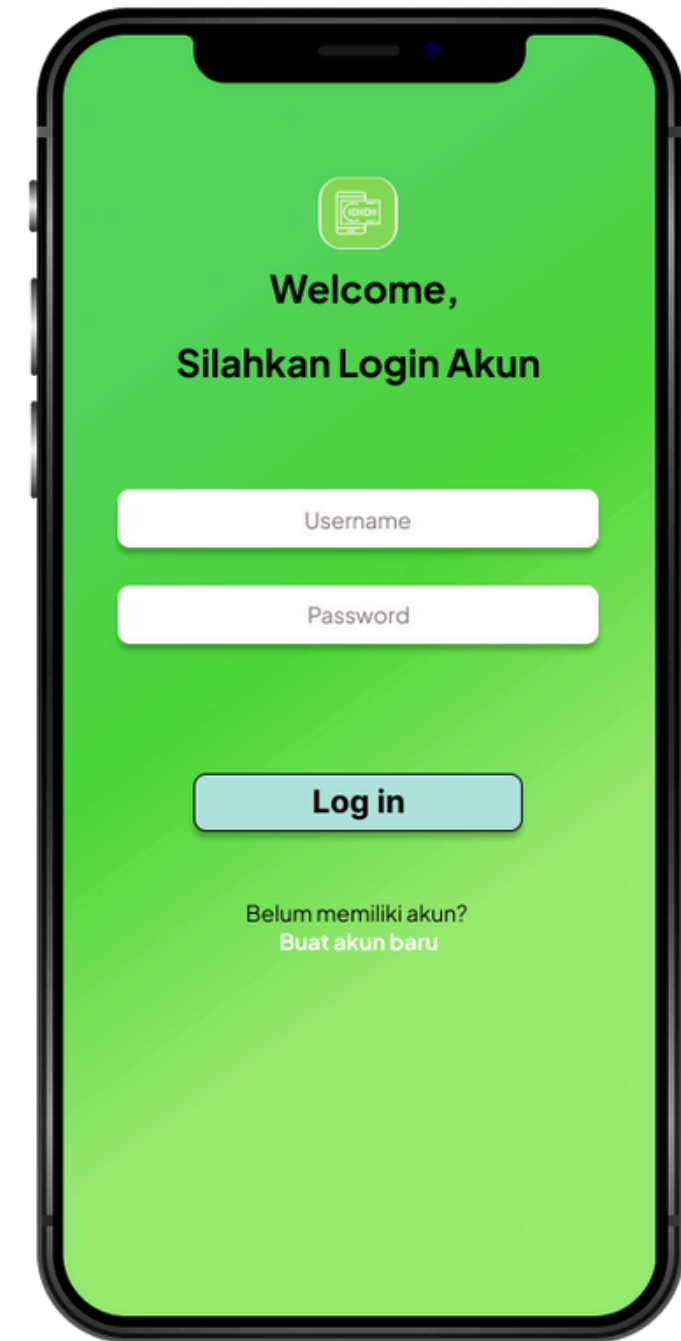 Welcome,
Silahkan Login Akun
Username
Password
Log in
Belum memiliki akun?
Buat akun baru